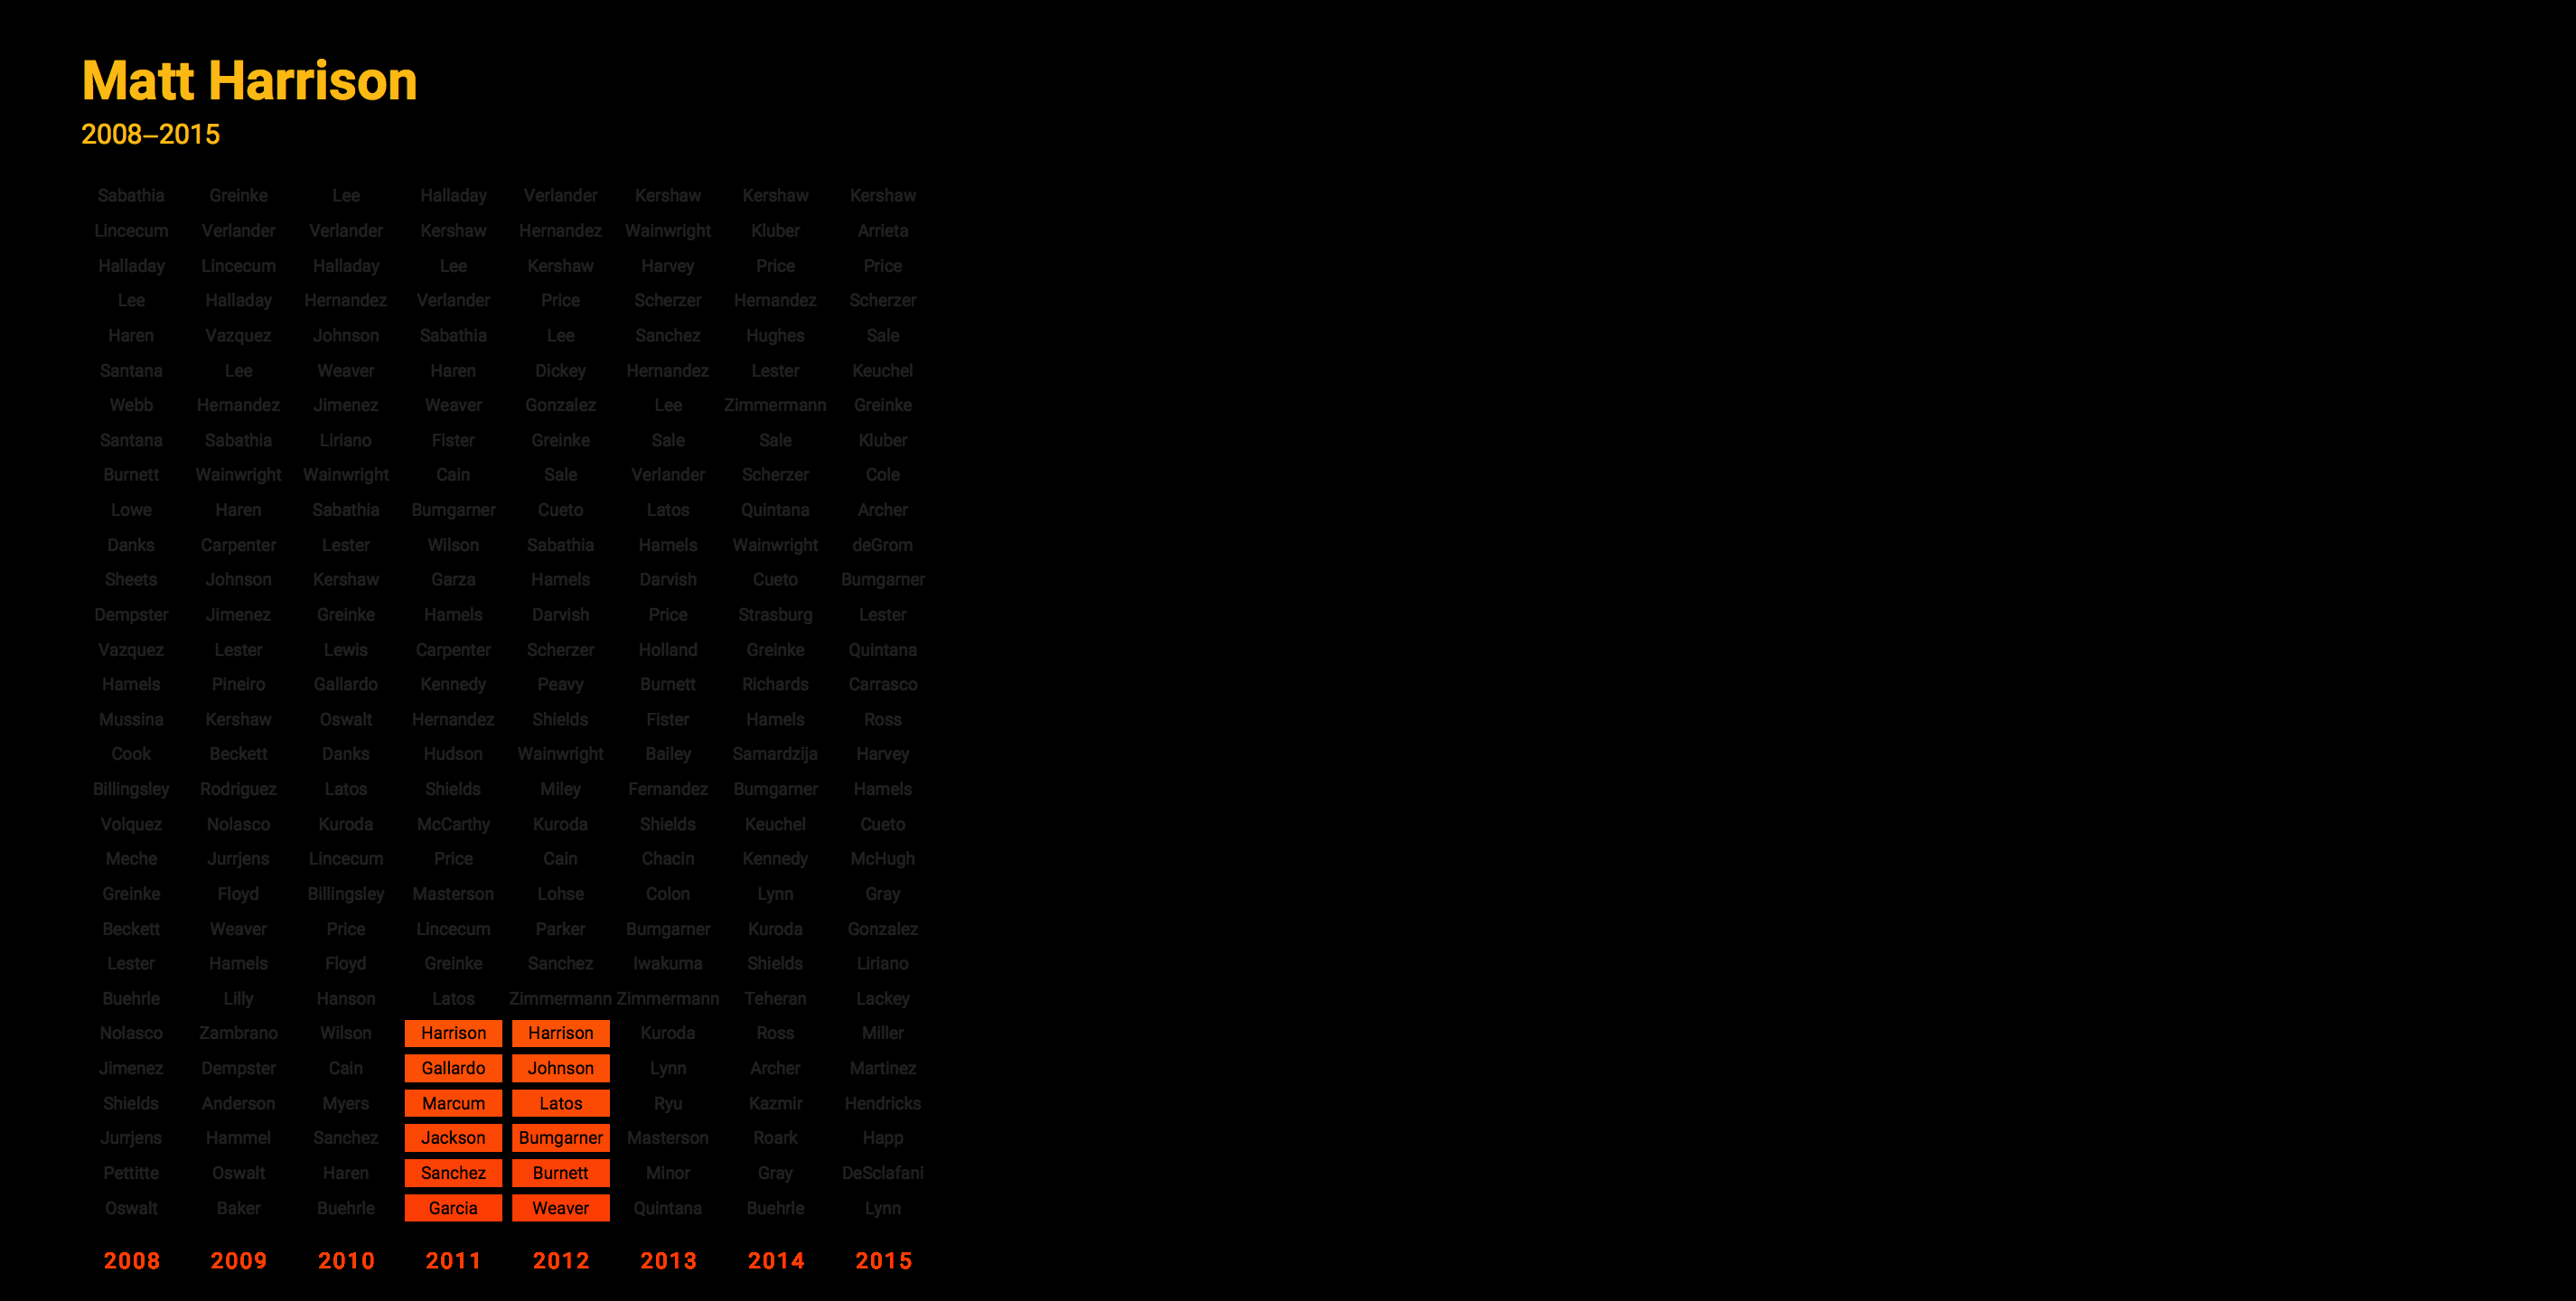 Matt Harrison
2008–2015
Sabathia Greinke Lee Halladay Verlander Kershaw Kershaw Kershaw
Lincecum Verlander Verlander Kershaw Hernandez Wainwright Kluber Arrieta
Halladay Lincecum Halladay Lee Kershaw Harvey Price Price
Lee Halladay Hernandez Verlander Price Scherzer Hernandez Scherzer
Haren Vazquez Johnson Sabathia Lee Sanchez Hughes Sale
Santana Lee Weaver Haren Dickey Hernandez Lester Keuchel
Webb Hernandez Jimenez Weaver Gonzalez Lee Zimmermann Greinke
Santana Sabathia Liriano Fister Greinke Sale Sale Kluber
Burnett Wainwright Wainwright Cain Sale Verlander Scherzer Cole
Lowe Haren Sabathia Bumgarner Cueto Latos Quintana Archer
Danks Carpenter Lester Wilson Sabathia Hamels Wainwright deGrom
Sheets Johnson Kershaw Garza Hamels Darvish Cueto Bumgarner
Dempster Jimenez Greinke Hamels Darvish Price Strasburg Lester
Vazquez Lester Lewis Carpenter Scherzer Holland Greinke Quintana
Hamels Pineiro Gallardo Kennedy Peavy Burnett Richards Carrasco
Mussina Kershaw Oswalt Hernandez Shields Fister Hamels Ross
Cook Beckett Danks Hudson Wainwright Bailey Samardzija Harvey
Billingsley Rodriguez Latos Shields Miley Fernandez Bumgarner Hamels
Volquez Nolasco Kuroda McCarthy Kuroda Shields Keuchel Cueto
Meche Jurrjens Lincecum Price Cain Chacin Kennedy McHugh
Greinke Floyd Billingsley Masterson Lohse Colon Lynn Gray
Beckett Weaver Price Lincecum Parker Bumgarner Kuroda Gonzalez
Lester Hamels Floyd Greinke Sanchez Iwakuma Shields Liriano
Buehrle Lilly Hanson Latos Zimmermann Zimmermann Teheran Lackey
Nolasco Zambrano Wilson Harrison Harrison Kuroda Ross Miller
Jimenez Dempster Cain Gallardo Johnson Lynn Archer Martinez
Shields Anderson Myers Marcum Latos Ryu Kazmir Hendricks
Jurrjens Hammel Sanchez Jackson Bumgarner Masterson Roark Happ
Pettitte Oswalt Haren Sanchez Burnett Minor Gray DeSclafani
Oswalt Baker Buehrle Garcia Weaver Quintana Buehrle Lynn
2008 2009 2010 2011 2012 2013 2014 2015